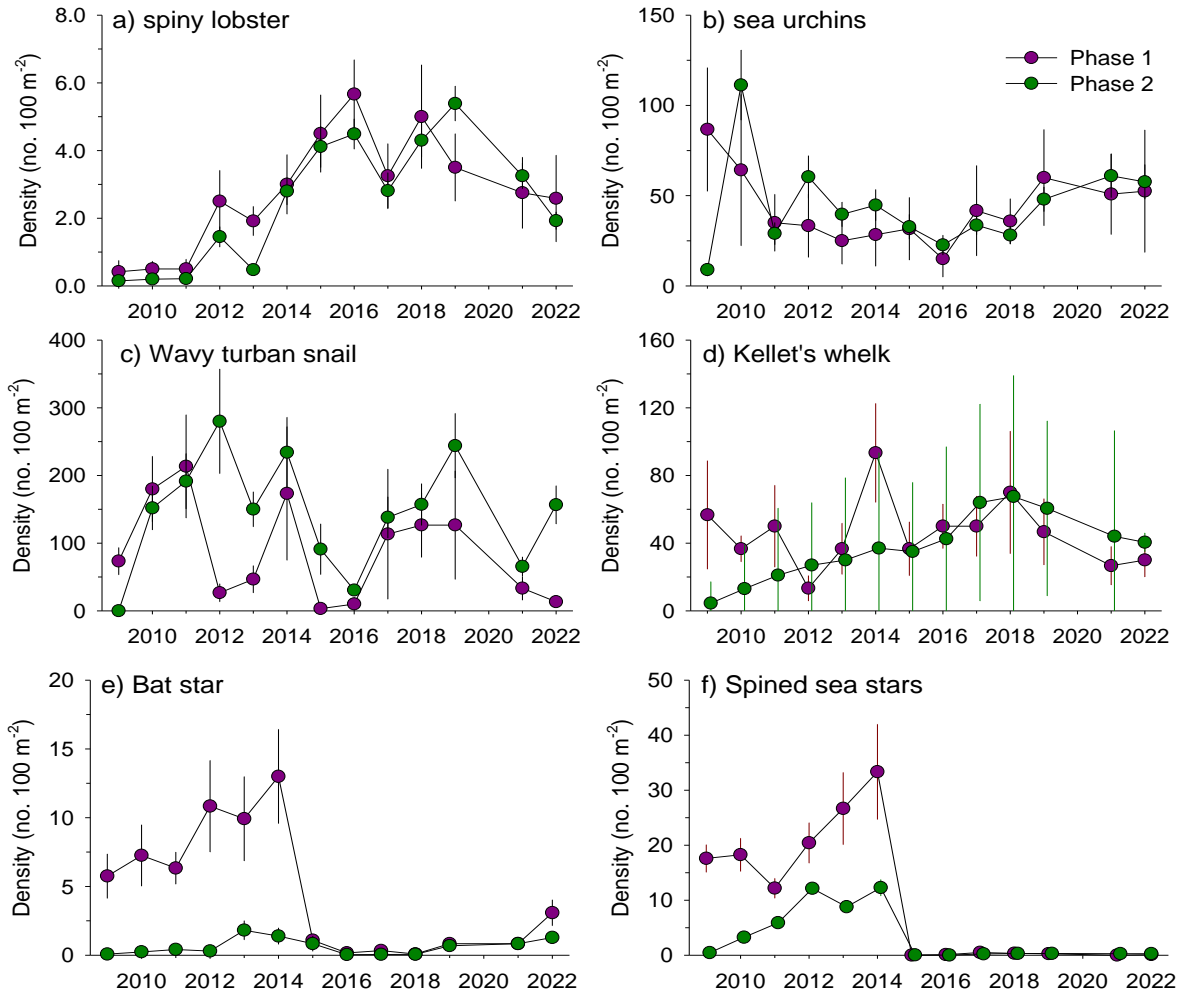 a) spiny lobster
Density (no. 100 m-2)
8.0
6.0
4.0
2.0
0.0
2010 2012 2014 2016 2018 2020 2022
b) sea urchins
Phase 1
Phase 2
Density (no. 100 m-2)
150
100
50
0
2010 2012 2014 2016 2018 2020 2022
c) Wavy turban snail
Density (no. 100 m-2)
400
300
200
100
0
2010 2012 2014 2016 2018 2020 2022
d) Kellet's whelk
Density (no. 100 m-2)
160
120
80
40
0
2010 2012 2014 2016 2018 2020 2022
e) Bat star
Density (no. 100 m-2)
20
15
10
5
0
2010 2012 2014 2016 2018 2020 2022
f) Spined sea stars
Density (no. 100 m-2)
50
40
30
20
10
0
2010 2012 2014 2016 2018 2020 2022